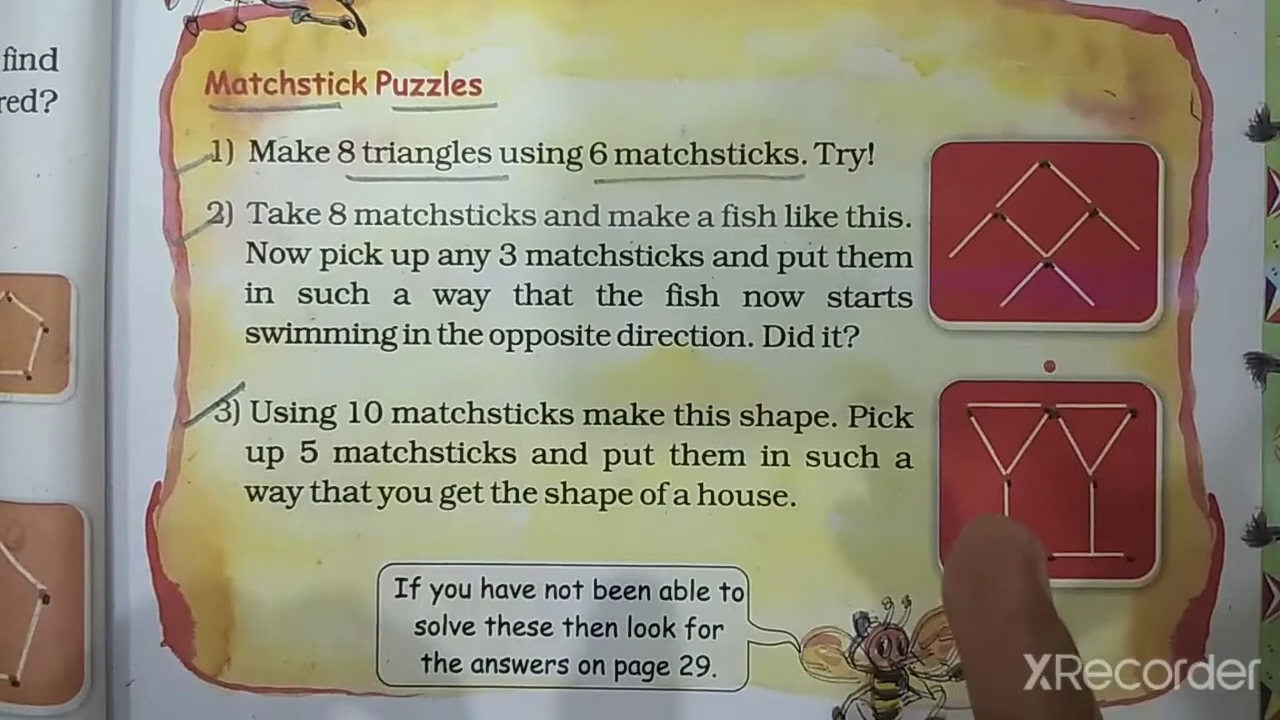 find
red?
Matchstick Puzzles
1) Make 8 triangles using 6 matchsticks. Try!
2) Take 8 matchsticks and make a fish like this.
Now pick up any 3 matchsticks and put them
in such a way that the fish now starts
swimming in the opposite direction. Did it?
3) Using 10 matchsticks make this shape. Pick
up 5 matchsticks and put them in such a
way that you get the shape of a house.
If you have not been able to
solve these then look for
the answers on page 29.
XRecorder